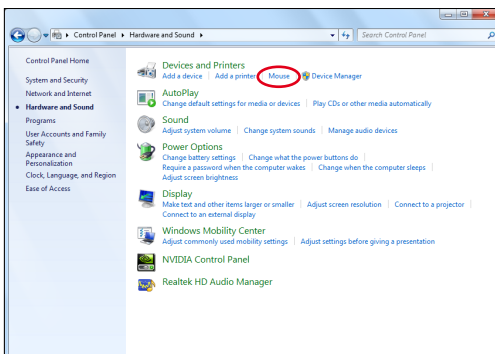 Control Panel ▸ Hardware and Sound ▸
Search Control Panel
Control Panel Home
System and Security
Network and Internet
• Hardware and Sound
Programs
User Accounts and Family
Safety
Appearance and
Personalization
Clock, Language, and Region
Ease of Access
Devices and Printers
Add a device | Add a printer | Mouse | Device Manager
AutoPlay
Change default settings for media or devices | Play CDs or other media automatically
Sound
Adjust system volume | Change system sounds | Manage audio devices
Power Options
Change battery settings | Change what the power buttons do |
Require a password when the computer wakes | Change when the computer sleeps |
Adjust screen brightness
Display
Make text and other items larger or smaller | Adjust screen resolution | Connect to a projector |
Connect to an external display
Windows Mobility Center
Adjust commonly used mobility settings | Adjust settings before giving a presentation
NVIDIA Control Panel
Realtek HD Audio Manager